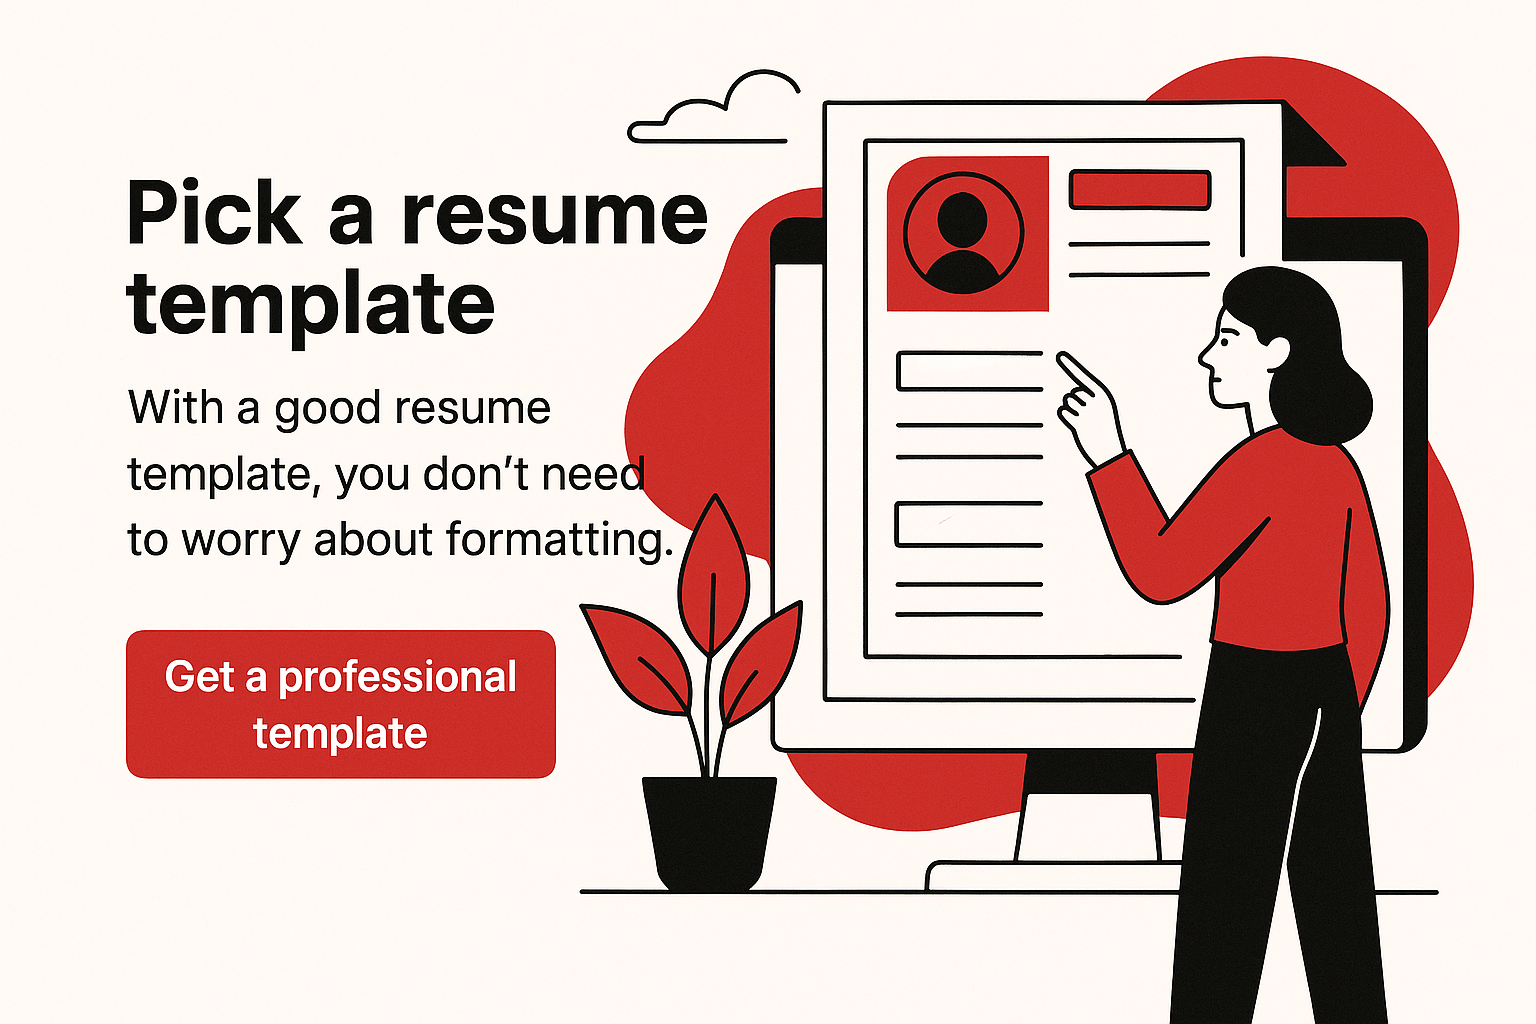 Pick a resume
template
With a good resume
template, you don’t need
to worry about formatting.
Get a professional
template